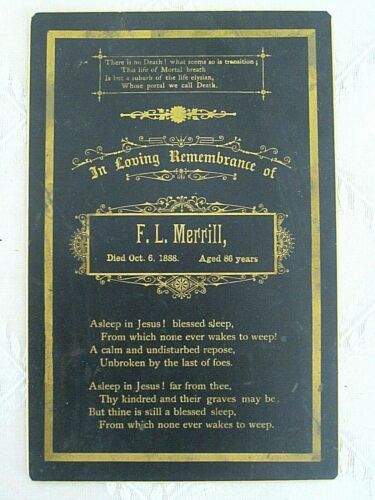 There is no Death! what seems so is transition;
This life of Mortal breath
Is but a suburb of the life elysian,
Whose portal we call Death.
In Loving Remembrance of
F. L. Merrill,
Died Oct. 6. 1888. Aged 86 years
Asleep in Jesus! blessed sleep,
From which none ever wakes to weep!
A calm and undisturbed repose,
Unbroken by the last of foes.
Asleep in Jesus! far from thee,
Thy kindred and their graves may be.
But thine is still a blessed sleep,
From which none ever wakes to weep.